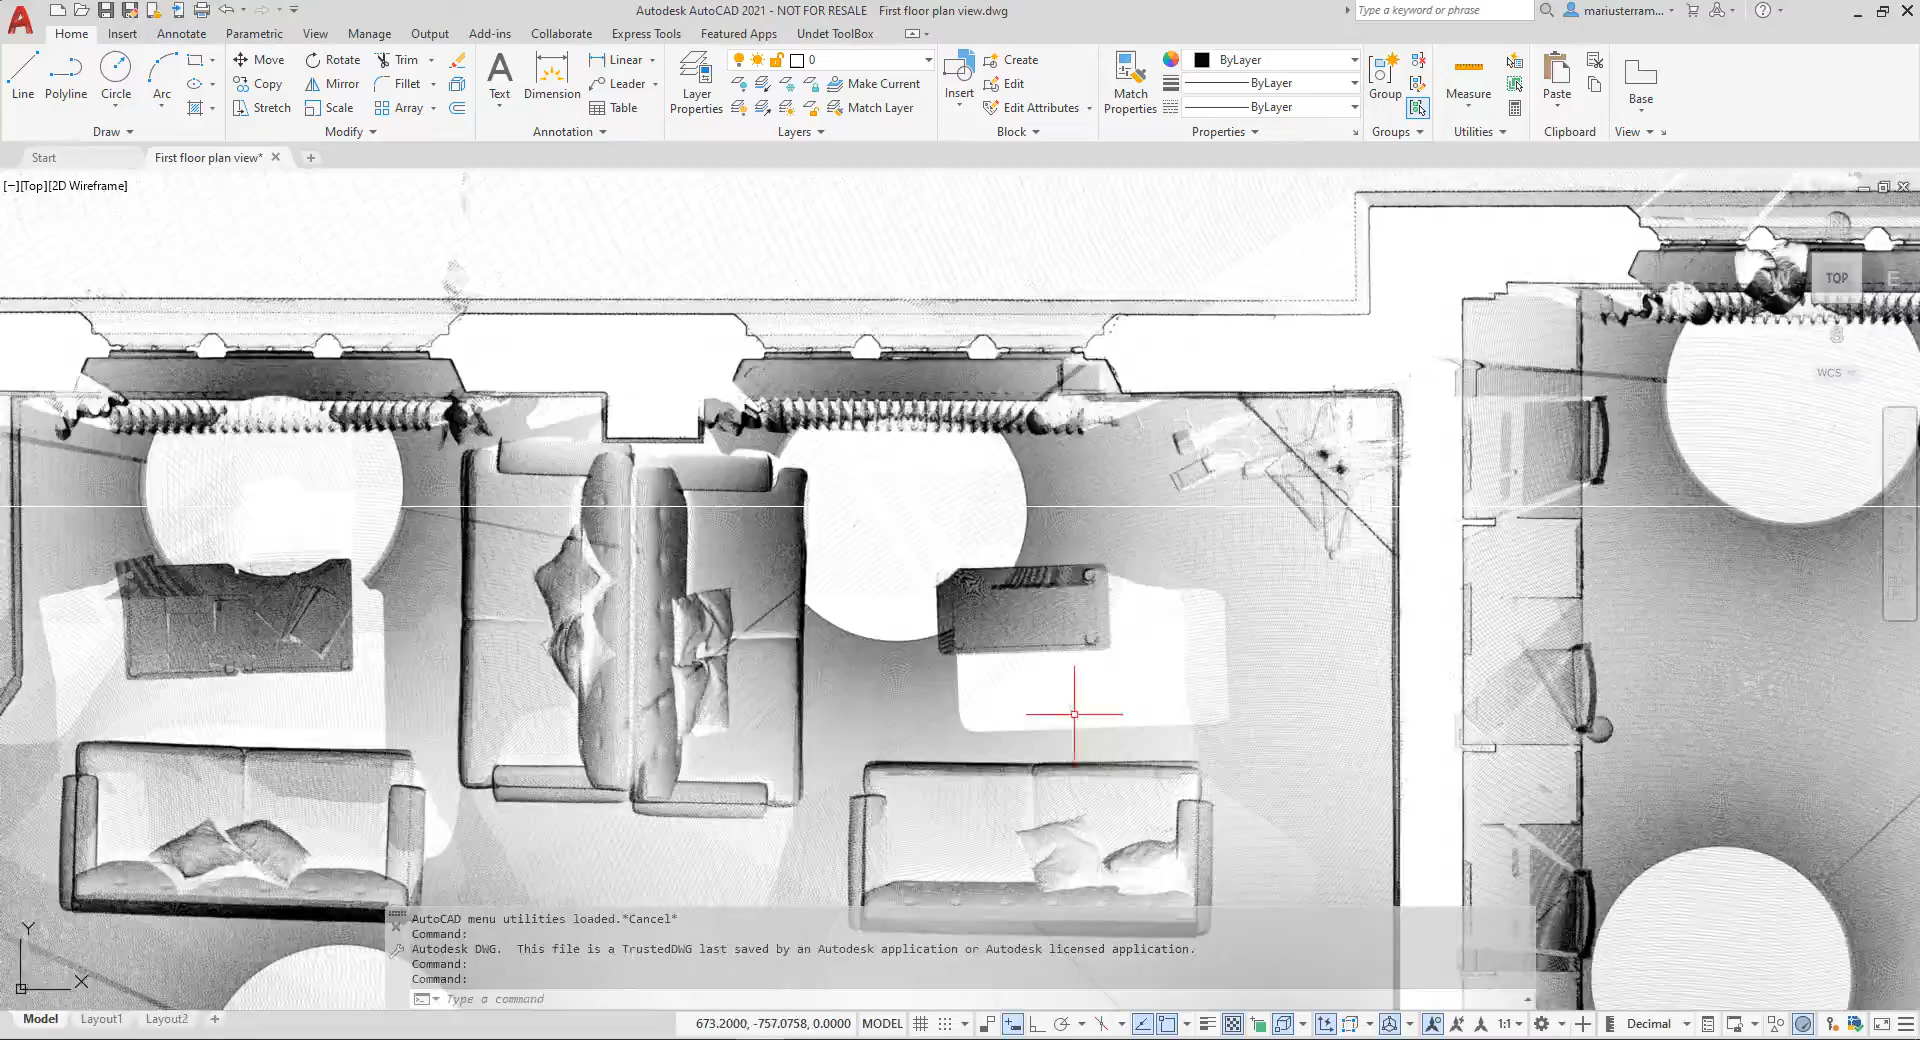 Autodesk AutoCAD 2021 - NOT FOR RESALE    First floor plan view.dwg
Type a keyword or phrase
mariusterram...
Home
Insert
Annotate
Parametric
View
Manage
Output
Add-ins
Collaborate
Express Tools
Featured Apps
Undet ToolBox
Line
Polyline
Circle
Arc
Draw
Move
Rotate
Trim
Copy
Mirror
Fillet
Stretch
Scale
Array
Modify
Text
Dimension
Linear
Leader
Table
Annotation
Layer
Properties
0
Make Current
Match Layer
Layers
Insert
Create
Edit
Edit Attributes
Block
Match
Properties
ByLayer
ByLayer
ByLayer
Properties
Group
Groups
Measure
Utilities
Paste
Clipboard
Base
View
Start
First floor plan view*
[−][Top][2D Wireframe]
W
TOP
E
S
WCS
Y
X
AutoCAD menu utilities loaded.*Cancel*
Command:
Autodesk DWG.  This file is a TrustedDWG last saved by an Autodesk application or Autodesk licensed application.
Command:
Command:
Type a command
Model
Layout1
Layout2
673.2000, -757.0758, 0.0000
MODEL
1:1
Decimal